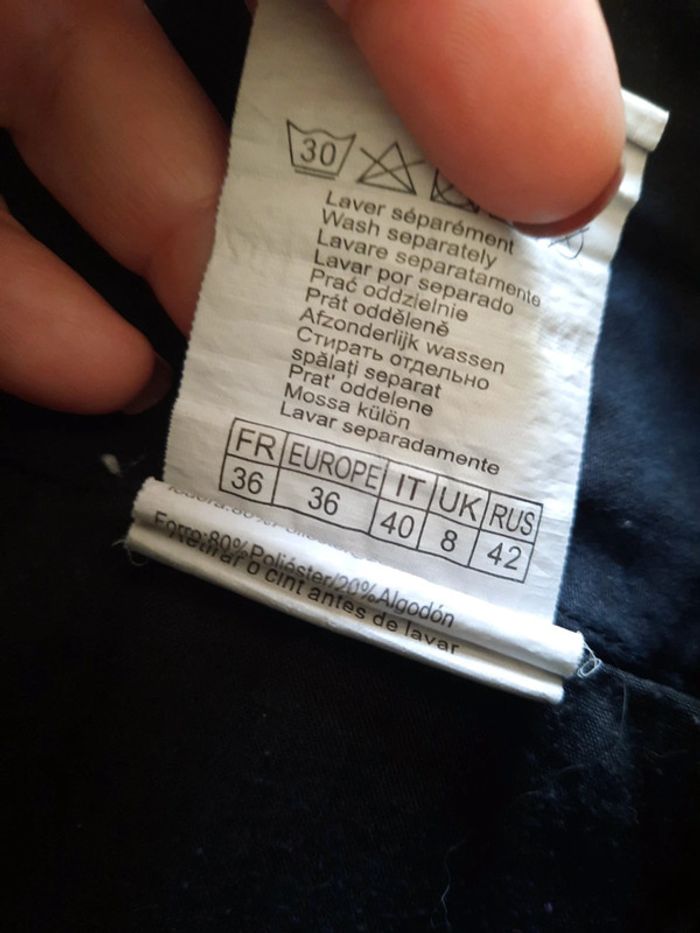 30
Laver séparément
Wash separately
Lavare separatamente
Lavar por separado
Prać oddzielnie
Prát odděleně
Afzonderlijk wassen
Стирать отдельно
spălați separat
Prat' oddelene
Mossa külön
Lavar separadamente
FR EUROPE IT UK RUS
36 36 40 8 42
Forro:80% Poliéster/20%Algodón
Retirar o cint antes de lavar